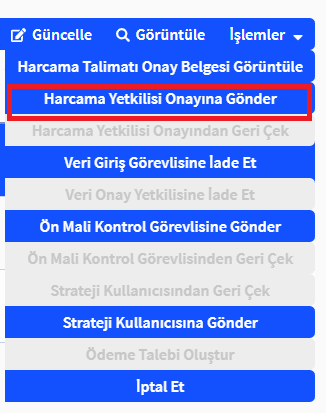 Güncelle Görüntüle İşlemler
Harcama Talimatı Onay Belgesi Görüntüle
Harcama Yetkilisi Onayına Gönder
Harcama Yetkilisi Onayından Geri Çek
Veri Giriş Görevlisine İade Et
Veri Onay Yetkilisine İade Et
Ön Mali Kontrol Görevlisine Gönder
Ön Mali Kontrol Görevlisinden Geri Çek
Strateji Kullanıcısından Geri Çek
Strateji Kullanıcısına Gönder
Ödeme Talebi Oluştur
İptal Et